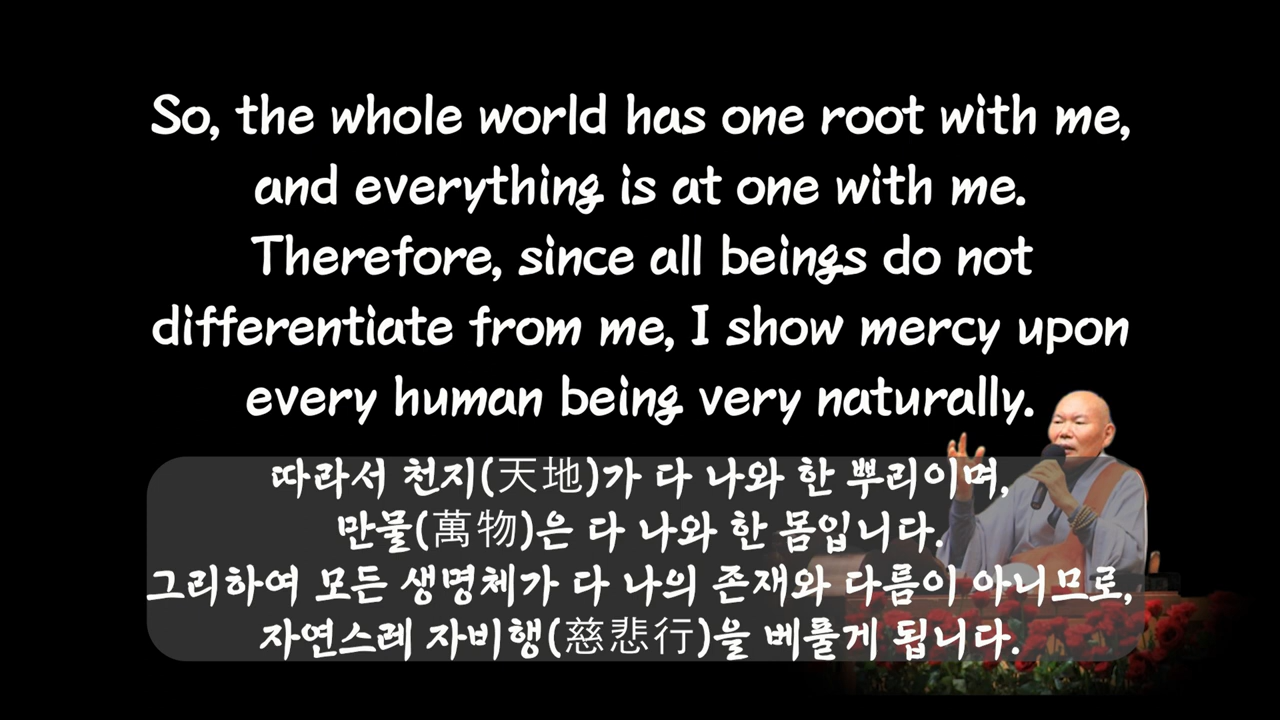 So, the whole world has one root with me,
and everything is at one with me.
Therefore, since all beings do not
differentiate from me, I show mercy upon
every human being very naturally.
따라서 천지(天地)가 다 나와 한 뿌리이며,
만물(萬物)은 다 나와 한 몸입니다.
그리하여 모든 생명체가 다 나의 존재와 다름이 아니므로,
자연스레 자비행(慈悲行)을 베풀게 됩니다.